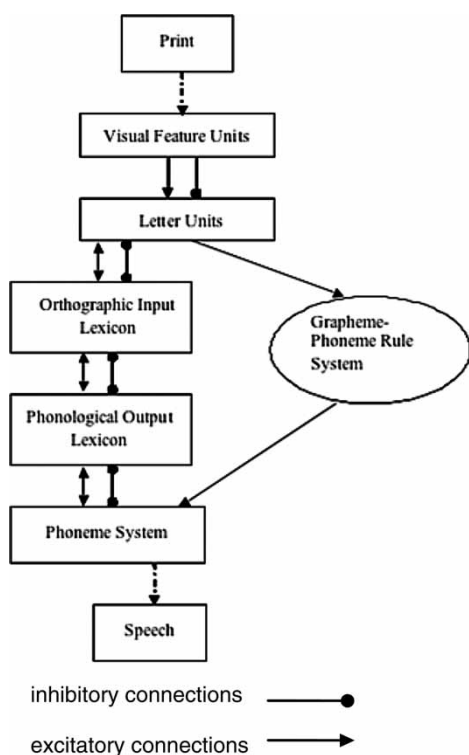 Print
Visual Feature Units
Letter Units
Orthographic Input
Lexicon
Grapheme-
Phoneme Rule
System
Phonological Output
Lexicon
Phoneme System
Speech
inhibitory connections
excitatory connections